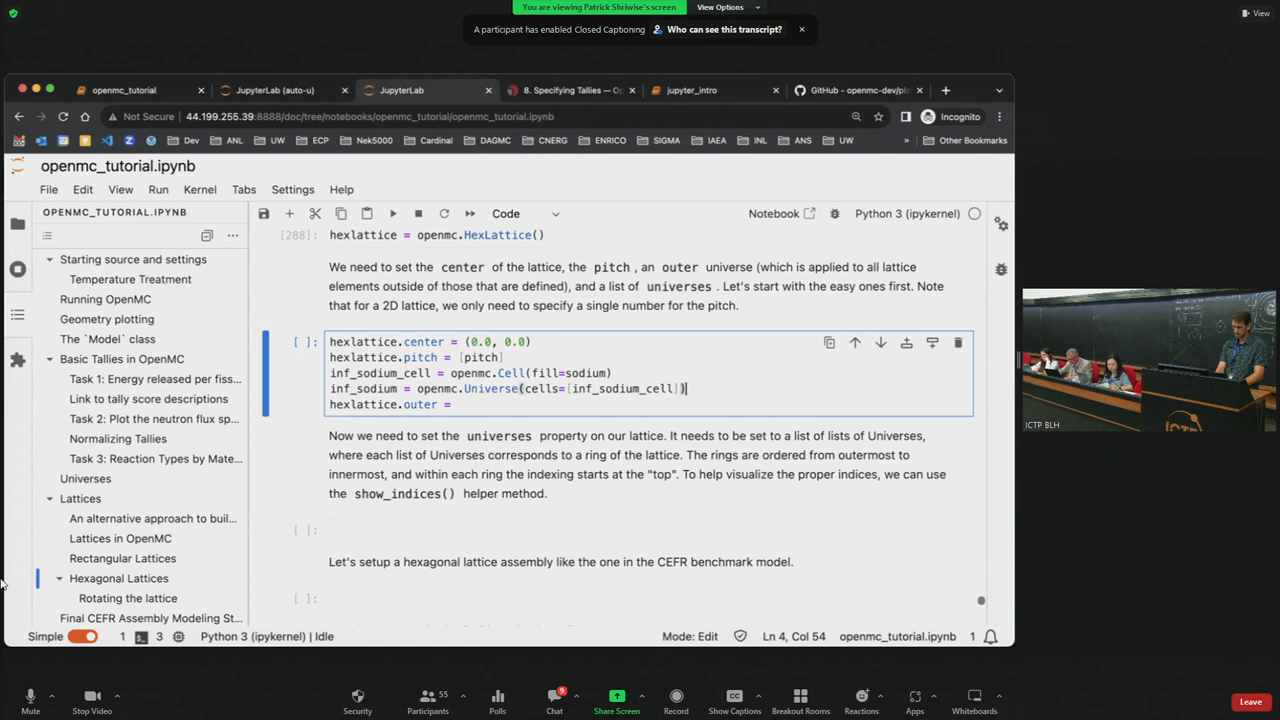 You are viewing Patrick Shriwise's screen
View Options
View
A participant has enabled Closed Captioning
Who can see this transcript?
openmc_tutorial
JupyterLab (auto-u)
JupyterLab
8. Specifying Tallies — O
jupyter_intro
GitHub - openmc-dev/plo
Not Secure
44.199.255.39:8888/doc/tree/notebooks/openmc_tutorial/openmc_tutorial.ipynb
Incognito
Dev
ANL
UW
ECP
Nek5000
Cardinal
DAGMC
CNERG
ENRICO
SIGMA
IAEA
INL
ANS
UW
»
Other Bookmarks
openmc_tutorial.ipynb
File Edit View Run Kernel Tabs Settings Help
OPENMC_TUTORIAL.IPYNB
Code
Notebook
Python 3 (ipykernel)
Starting source and settings
Temperature Treatment
Running OpenMC
Geometry plotting
The `Model` class
Basic Tallies in OpenMC
Task 1: Energy released per fiss...
Link to tally score descriptions
Task 2: Plot the neutron flux sp...
Normalizing Tallies
Task 3: Reaction Types by Mate...
Universes
Lattices
An alternative approach to buil...
Lattices in OpenMC
Rectangular Lattices
Hexagonal Lattices
Rotating the lattice
Final CEFR Assembly Modeling St...
[288]: hexlattice = openmc.HexLattice()
We need to set the center of the lattice, the pitch, an outer universe (which is applied to all lattice
elements outside of those that are defined), and a list of universes. Let's start with the easy ones first. Note
that for a 2D lattice, we only need to specify a single number for the pitch.
[ ]: hexlattice.center = (0.0, 0.0)
hexlattice.pitch = [pitch]
inf_sodium_cell = openmc.Cell(fill=sodium)
inf_sodium = openmc.Universe(cells=[inf_sodium_cell])
hexlattice.outer =
Now we need to set the universes property on our lattice. It needs to be set to a list of lists of Universes,
where each list of Universes corresponds to a ring of the lattice. The rings are ordered from outermost to
innermost, and within each ring the indexing starts at the "top". To help visualize the proper indices, we can use
the show_indices() helper method.
[ ]:
Let's setup a hexagonal lattice assembly like the one in the CEFR benchmark model.
[ ]:
Simple
1
3
Python 3 (ipykernel) | Idle
Mode: Edit
Ln 4, Col 54
openmc_tutorial.ipynb
1
ICTP BLH
Mute
Stop Video
Security
55
Participants
Polls
9
Chat
Share Screen
Record
Show Captions
Breakout Rooms
Reactions
Apps
Whiteboards
Leave